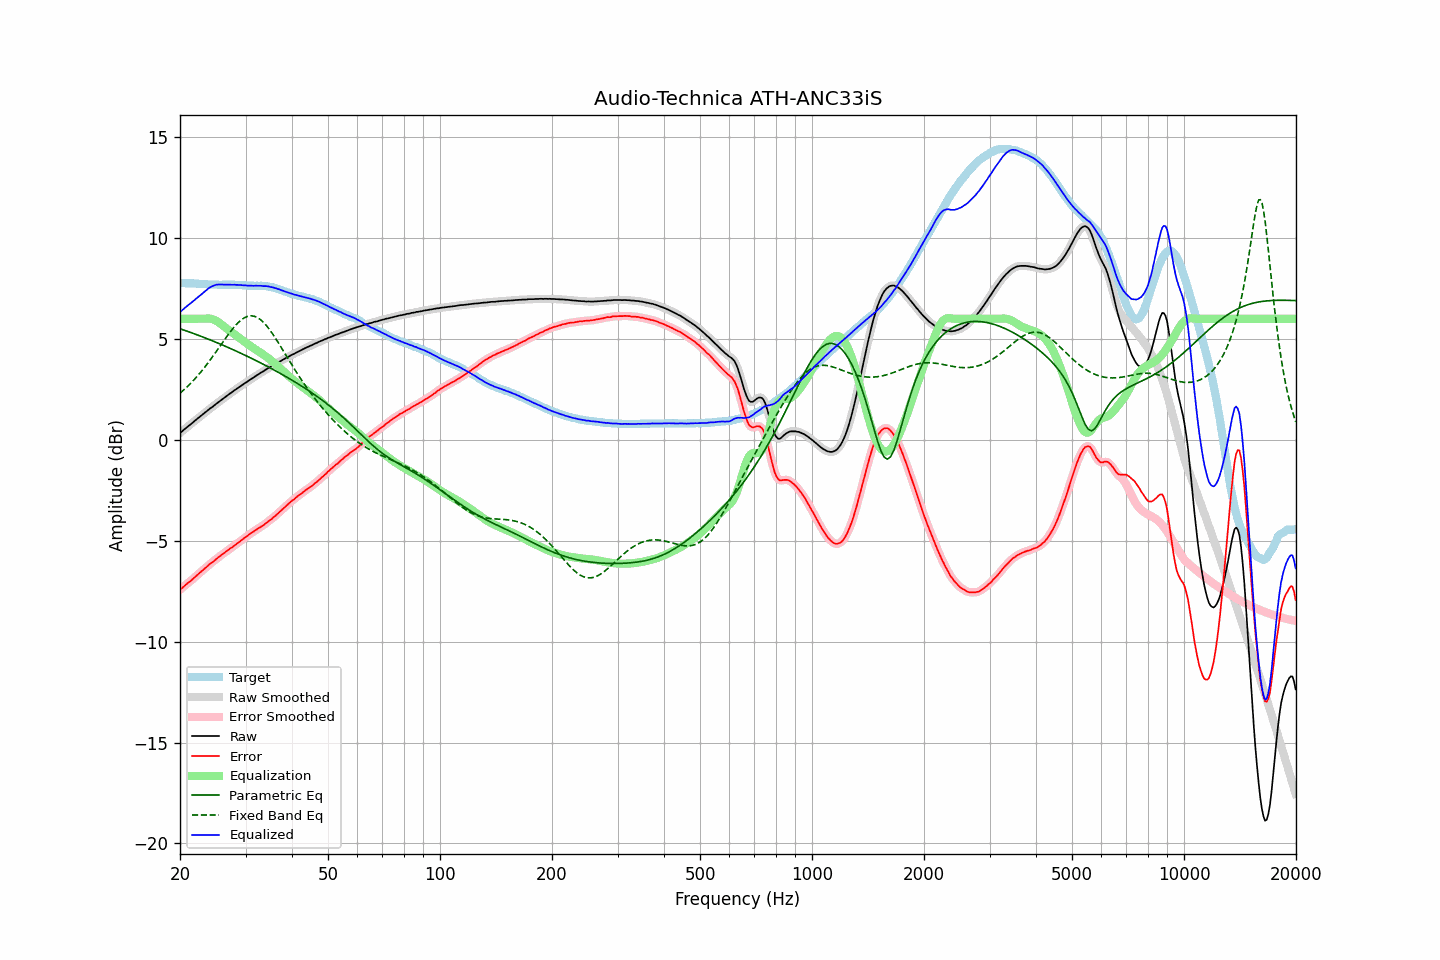 Audio-Technica ATH-ANC33iS
Amplitude (dBr)
15
10
5
0
−5
−10
−15
−20
Target
Raw Smoothed
Error Smoothed
Raw
Error
Equalization
Parametric Eq
Fixed Band Eq
Equalized
20 50 100 200 500 1000 2000 5000 10000 20000
Frequency (Hz)